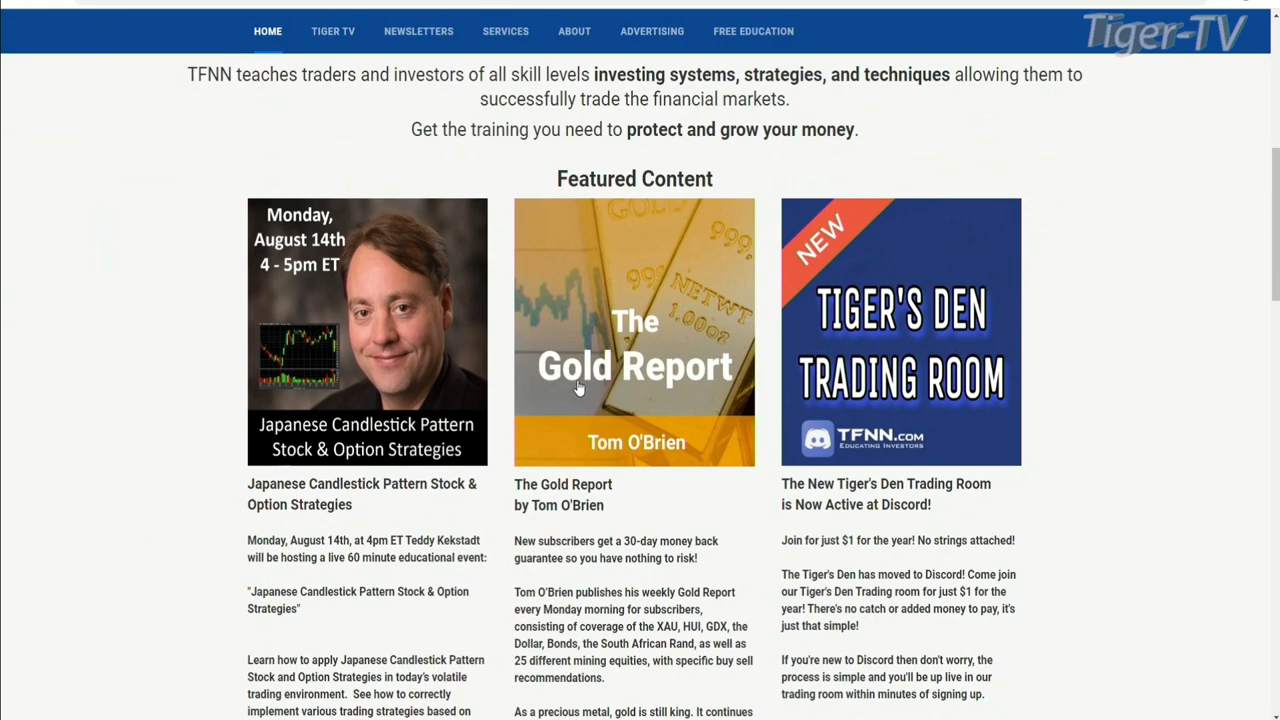 HOME TIGER TV NEWSLETTERS SERVICES ABOUT ADVERTISING FREE EDUCATION
Tiger-TV
TFNN teaches traders and investors of all skill levels investing systems, strategies, and techniques allowing them to
successfully trade the financial markets.
Get the training you need to protect and grow your money.
Featured Content
Monday,
August 14th
4 - 5pm ET
Japanese Candlestick Pattern
Stock & Option Strategies
Japanese Candlestick Pattern Stock &
Option Strategies
Monday, August 14th, at 4pm ET Teddy Kekstadt
will be hosting a live 60 minute educational event:
"Japanese Candlestick Pattern Stock & Option
Strategies"
Learn how to apply Japanese Candlestick Pattern
Stock and Option Strategies in today's volatile
trading environment. See how to correctly
implement various trading strategies based on
GOLD
999,
999
NETWT
1.00OZ
The
Gold Report
Tom O'Brien
The Gold Report
by Tom O'Brien
New subscribers get a 30-day money back
guarantee so you have nothing to risk!
Tom O'Brien publishes his weekly Gold Report
every Monday morning for subscribers,
consisting of coverage of the XAU, HUI, GDX, the
Dollar, Bonds, the South African Rand, as well as
25 different mining equities, with specific buy sell
recommendations.
As a precious metal, gold is still king. It continues
NEW
TIGER'S DEN
TRADING ROOM
TFNN.COM
EDUCATING INVESTORS
The New Tiger's Den Trading Room
is Now Active at Discord!
Join for just $1 for the year! No strings attached!
The Tiger's Den has moved to Discord! Come join
our Tiger's Den Trading room for just $1 for the
year! There's no catch or added money to pay, it's
just that simple!
If you're new to Discord then don't worry, the
process is simple and you'll be up live in our
trading room within minutes of signing up.